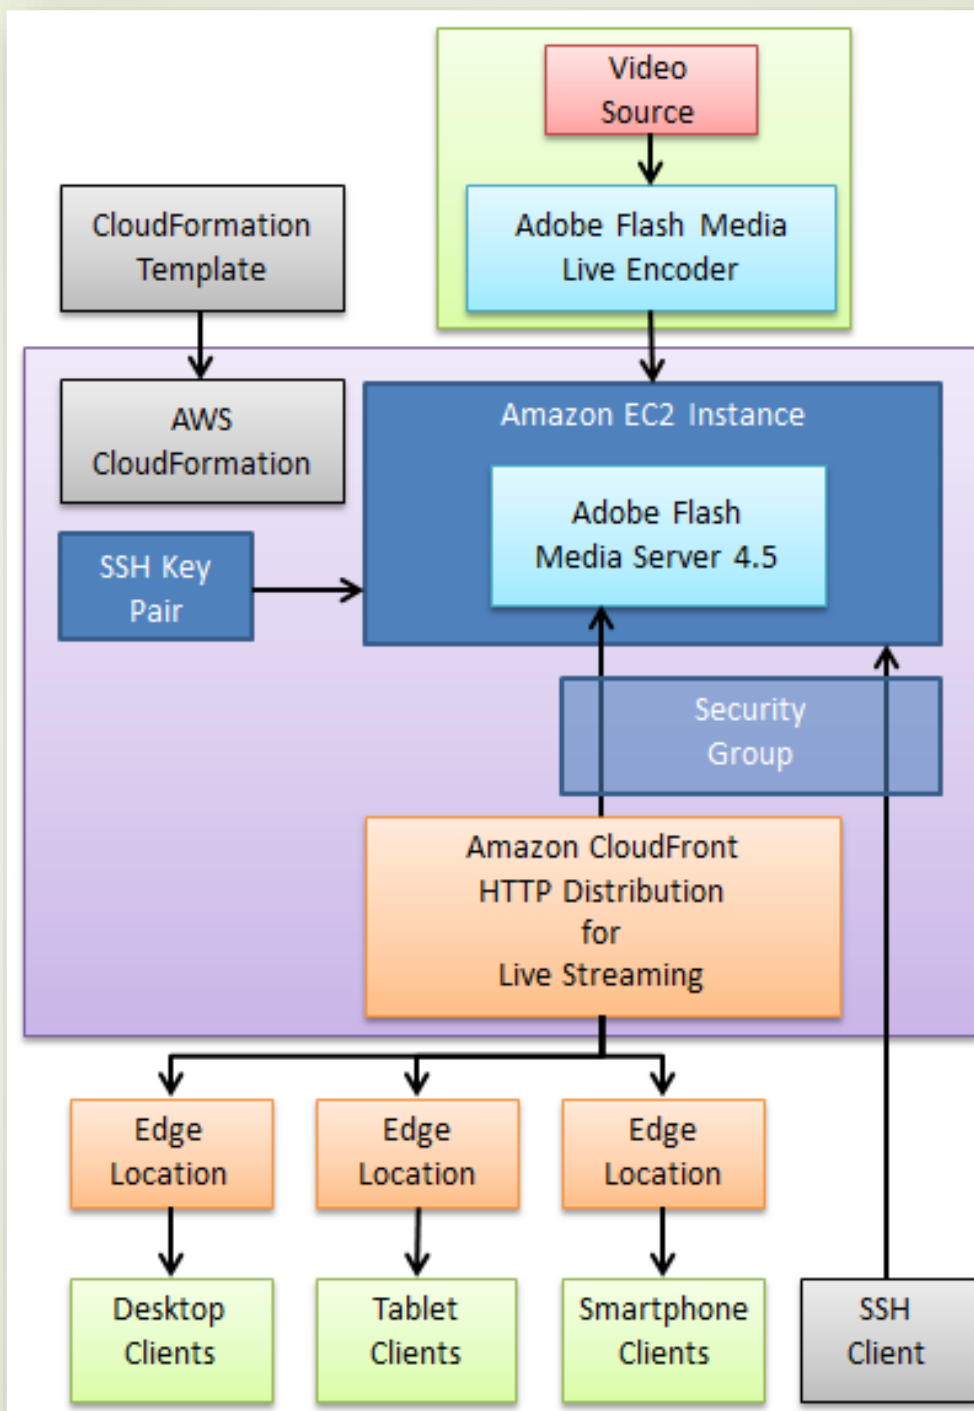 Video
Source
CloudFormation
Template
Adobe Flash Media
Live Encoder
AWS
CloudFormation
Amazon EC2 Instance
Adobe Flash
Media Server 4.5
SSH Key
Pair
Security
Group
Amazon CloudFront
HTTP Distribution
for
Live Streaming
Edge
Location
Edge
Location
Edge
Location
Desktop
Clients
Tablet
Clients
Smartphone
Clients
SSH
Client